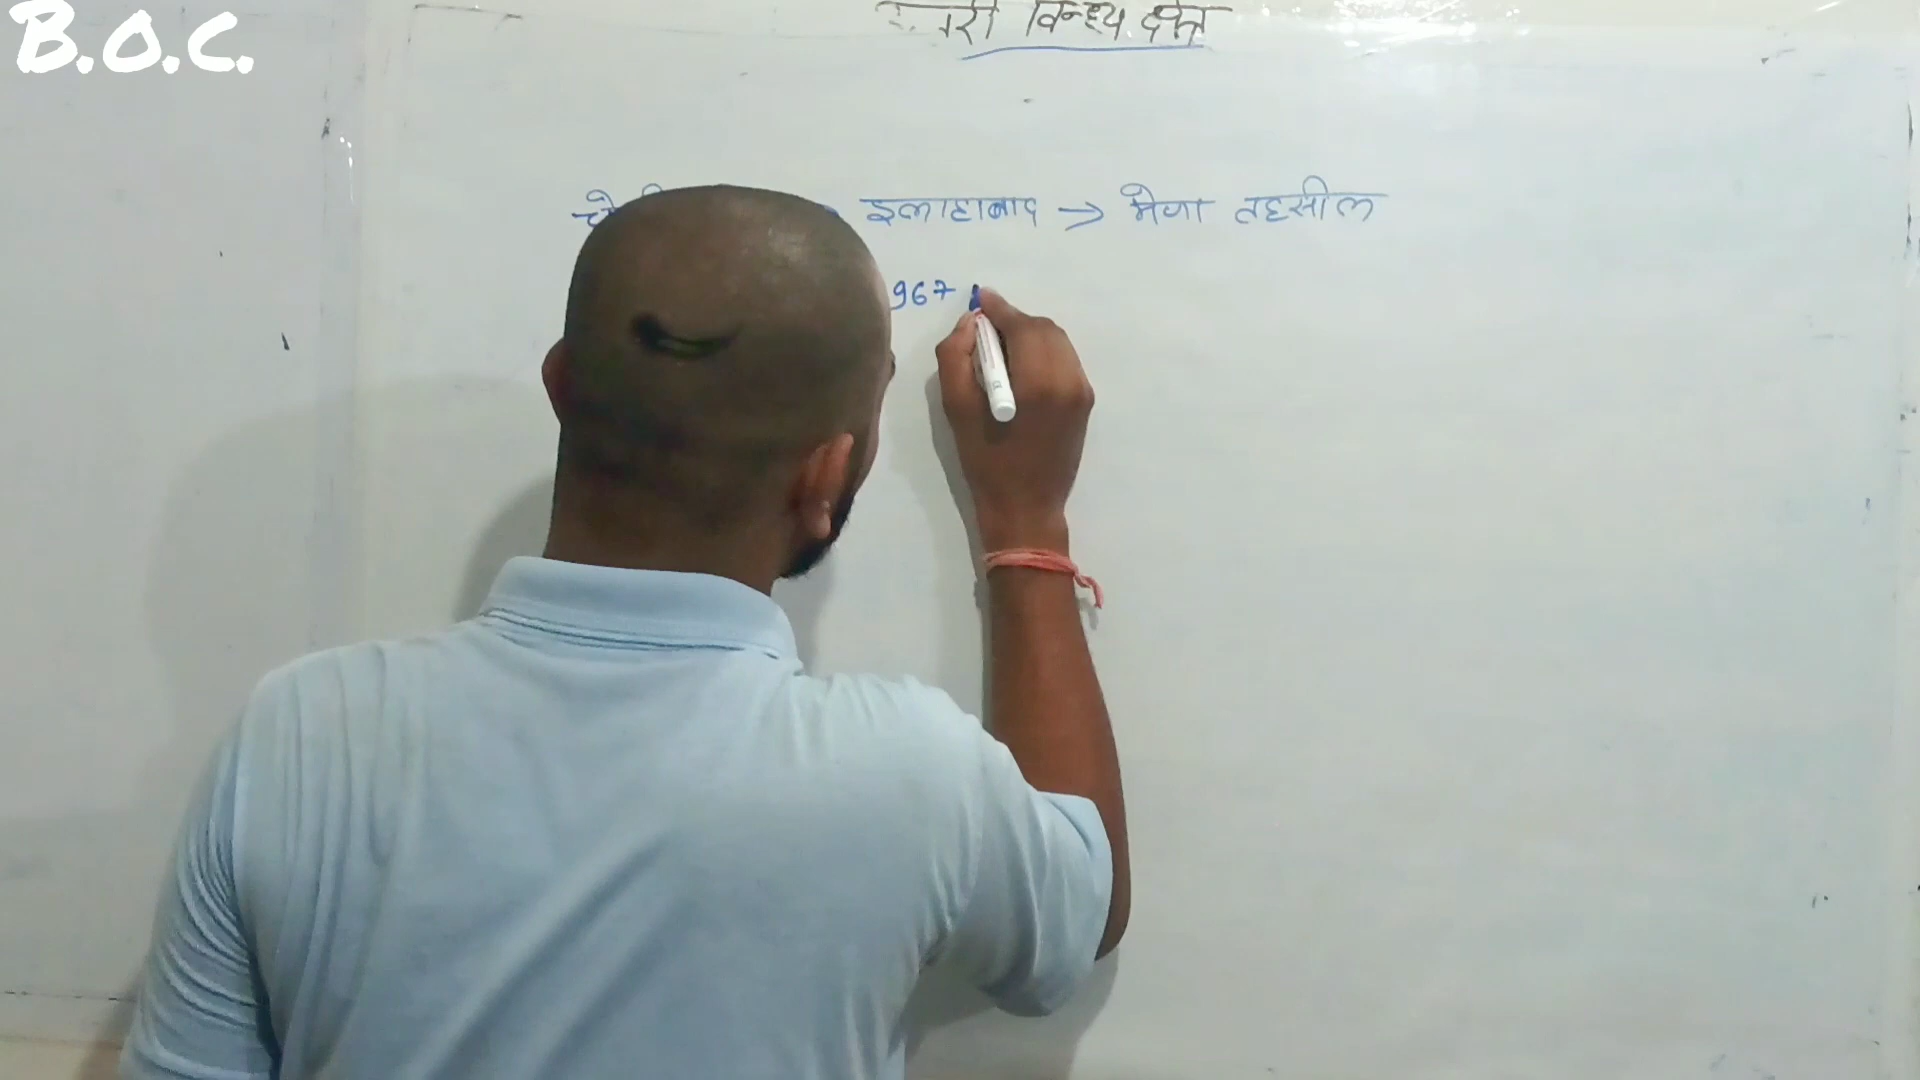 B.O.C.
विन्ध्य क्षेत्र
इलाहाबाद → मेजा तहसील
967